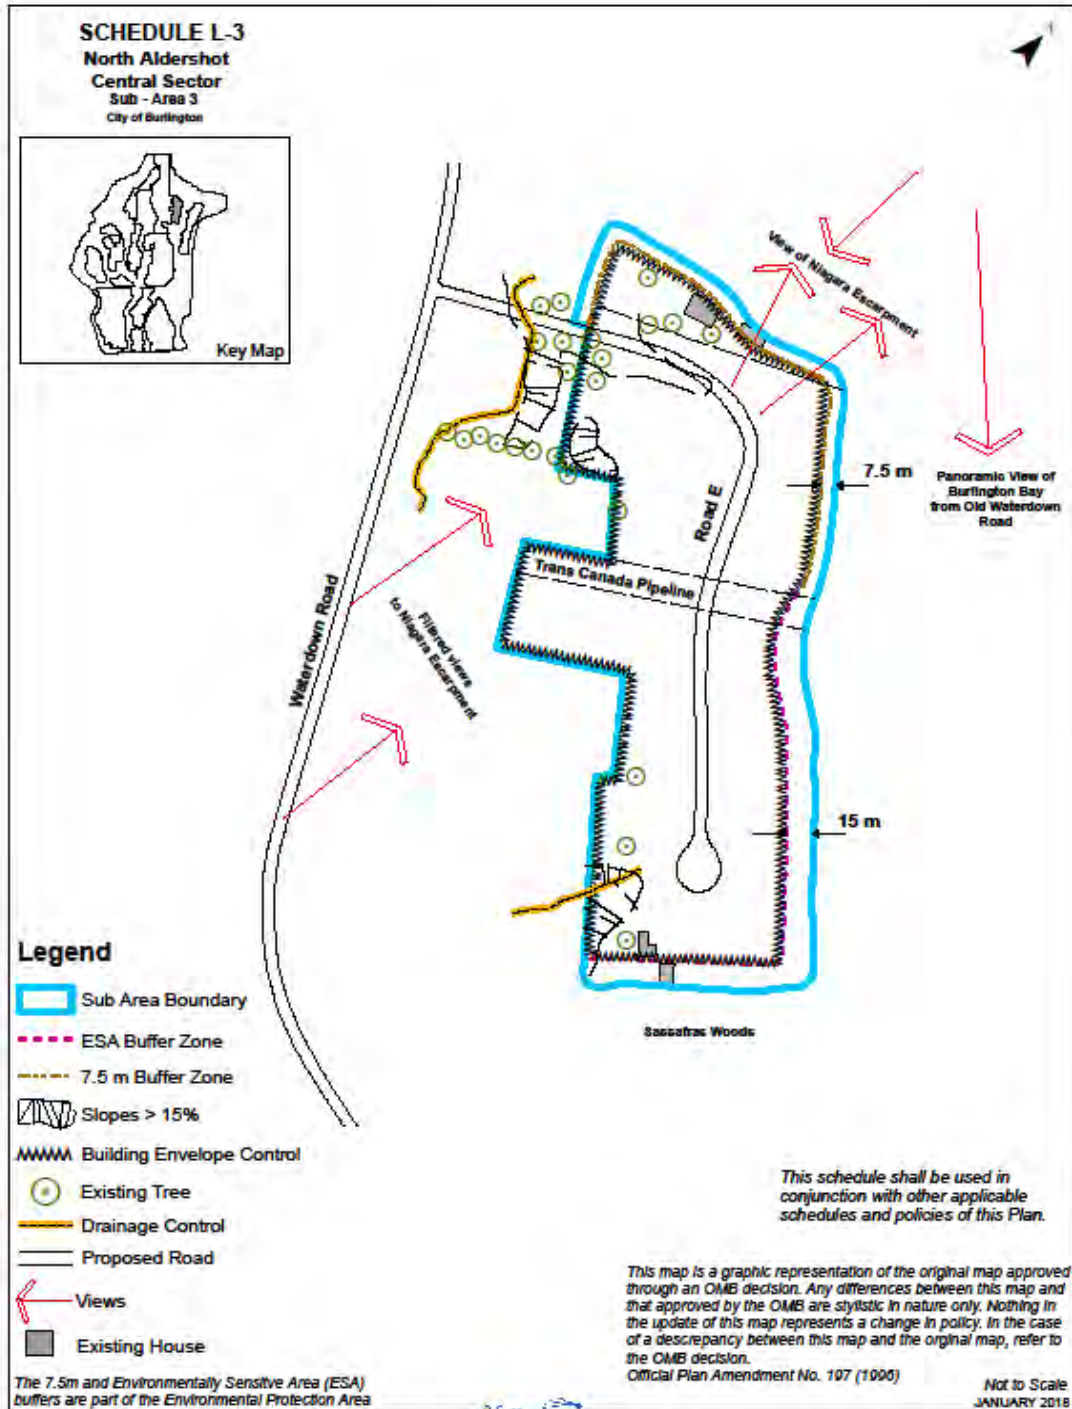 SCHEDULE L-3
North Aldershot
Central Sector
Sub - Area 3
City of Burlington
Key Map
View of Niagara Escarpment
7.5 m
Panoramic View of
Burlington Bay
from Old Waterdown
Road
Road E
Trans Canada Pipeline
Waterdown Road
Filtered views
to Niagara Escarpment
15 m
Sassafras Woods
Legend
Sub Area Boundary
ESA Buffer Zone
7.5 m Buffer Zone
Slopes > 15%
Building Envelope Control
Existing Tree
Drainage Control
Proposed Road
Views
Existing House
The 7.5m and Environmentally Sensitve Area (ESA)
buffers are part of the Environmental Protection Area
This schedule shall be used in
conjunction with other applicable
schedules and policies of this Plan.
This map is a graphic representation of the original map approved
through an OMB decision. Any differences between this map and
that approved by the OMB are stylistic in nature only. Nothing in
the update of this map represents a change in policy. In the case
of a descrepancy between this map and the orginal map, refer to
the OMB decision.
Official Plan Amendment No. 197 (1996)
Not to Scale
JANUARY 2018